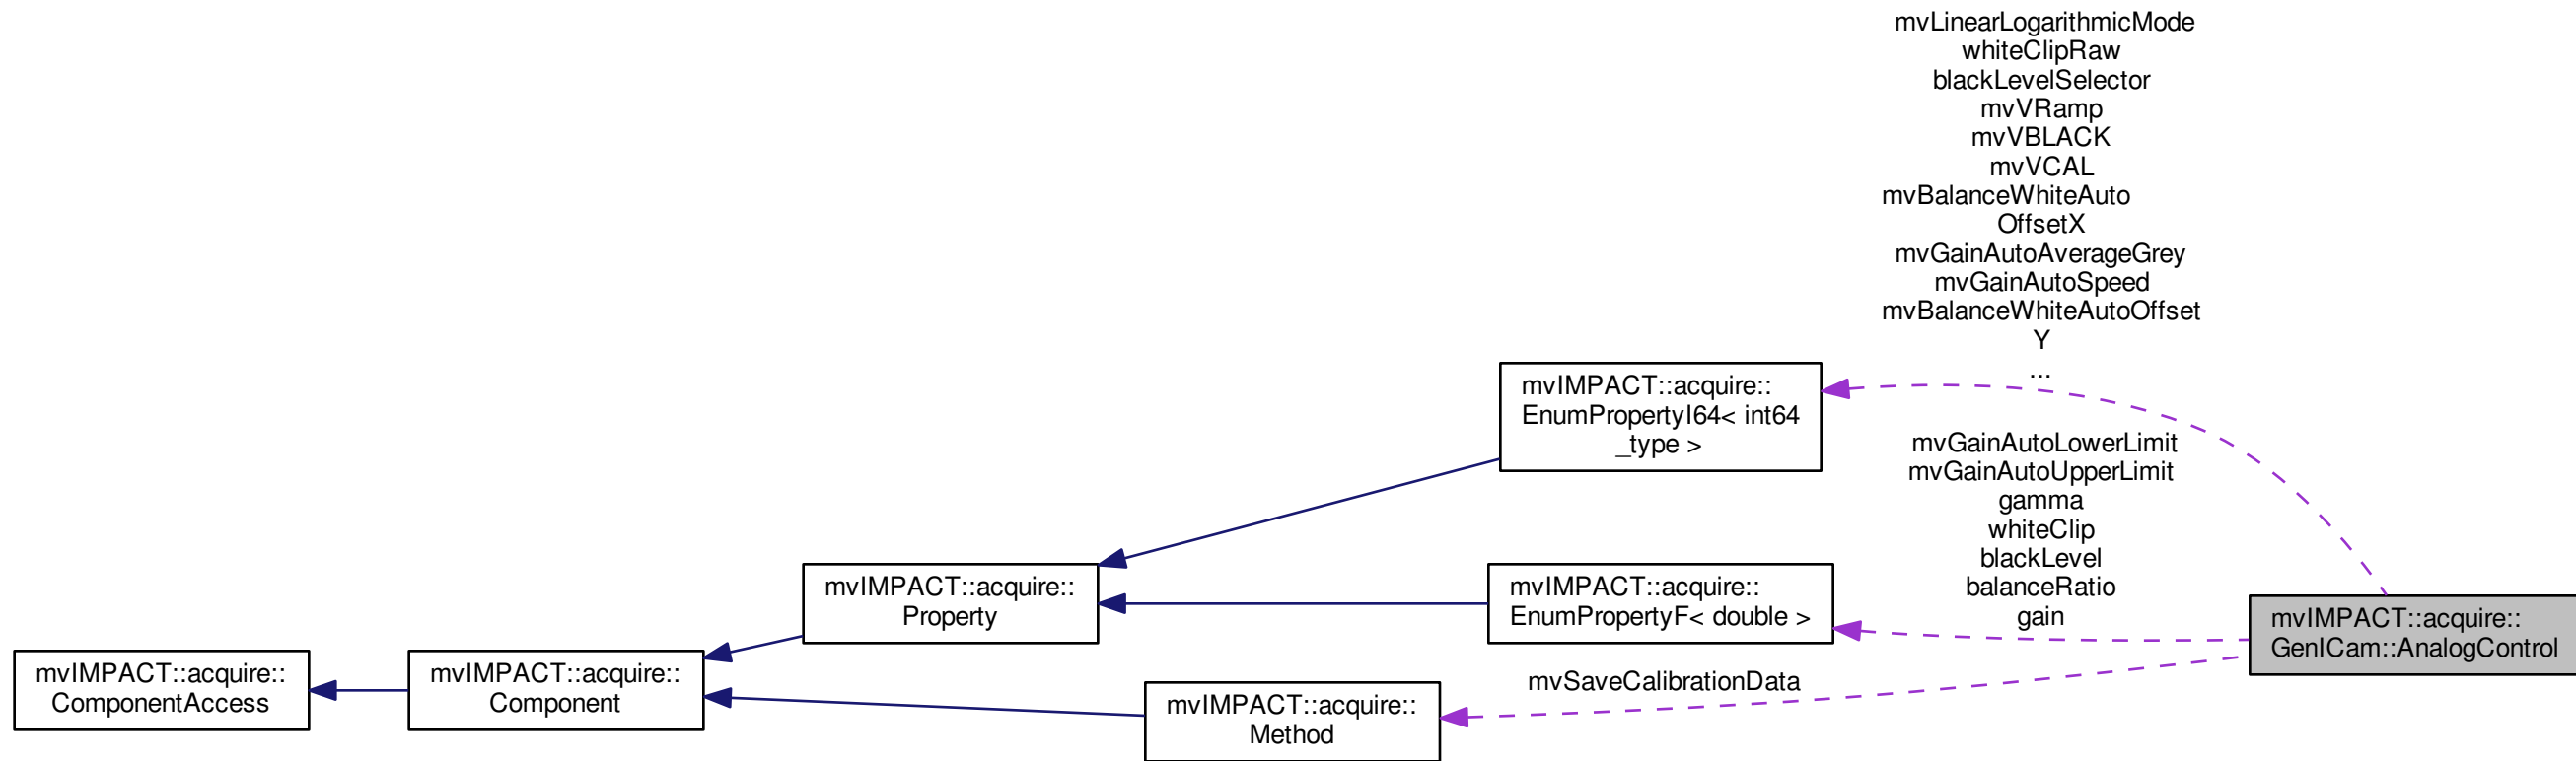 mvLinearLogarithmicMode
whiteClipRaw
blackLevelSelector
mvVRamp
mvVBLACK
mvVCAL
mvBalanceWhiteAuto
OffsetX
mvGainAutoAverageGrey
mvGainAutoSpeed
mvBalanceWhiteAutoOffset
Y
...
mvIMPACT::acquire::
EnumPropertyI64< int64
_type >
mvGainAutoLowerLimit
mvGainAutoUpperLimit
gamma
whiteClip
blackLevel
balanceRatio
gain
mvIMPACT::acquire::
Property
mvIMPACT::acquire::
EnumPropertyF< double >
mvIMPACT::acquire::
GenICam::AnalogControl
mvIMPACT::acquire::
ComponentAccess
mvIMPACT::acquire::
Component
mvSaveCalibrationData
mvIMPACT::acquire::
Method